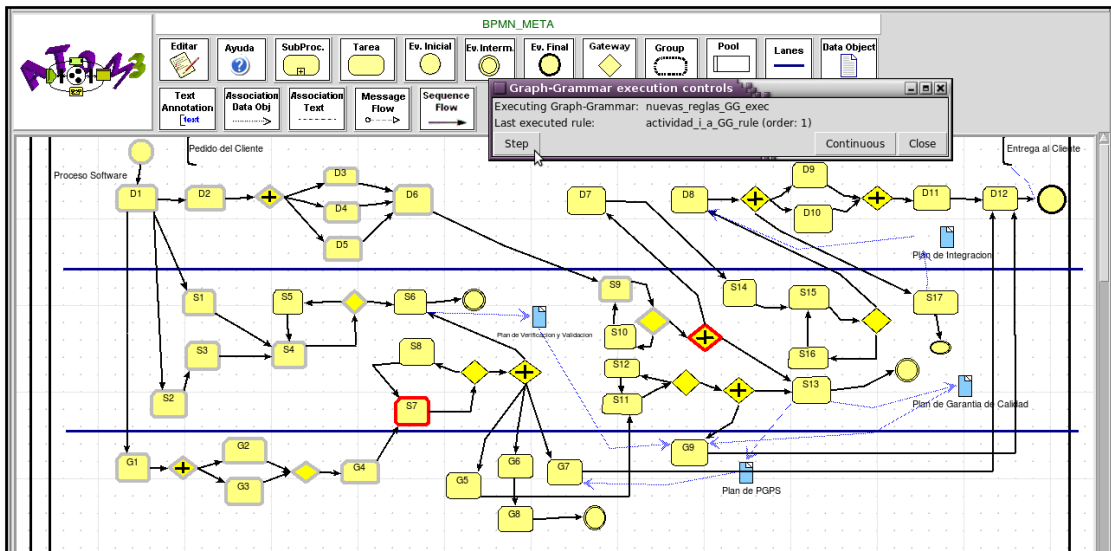 BPMN_META
ATOM3
Editar
Ayuda
SubProc.
Tarea
Ev. Inicial
Ev. Interm.
Ev. Final
Gateway
Group
Pool
Lanes
Data Object
Text Annotation
[text
Association Data Obj
Association Text
Message Flow
Sequence Flow
Graph-Grammar execution controls
Executing Graph-Grammar: nuevas_reglas_GG_exec
Last executed rule: actividad_i_a_GG_rule (order: 1)
Step
Continuous
Close
Pedido del Cliente
Entrega al Cliente
Proceso Software
D1
D2
D3
D4
D5
D6
D7
D8
D9
D10
D11
D12
Plan de Integracion
S1
S2
S3
S4
S5
S6
Plan de Verificacion y Validacion
S7
S8
S9
S10
S11
S12
S13
S14
S15
S16
S17
Plan de Garantia de Calidad
G1
G2
G3
G4
G5
G6
G7
G8
G9
Plan de PGPS